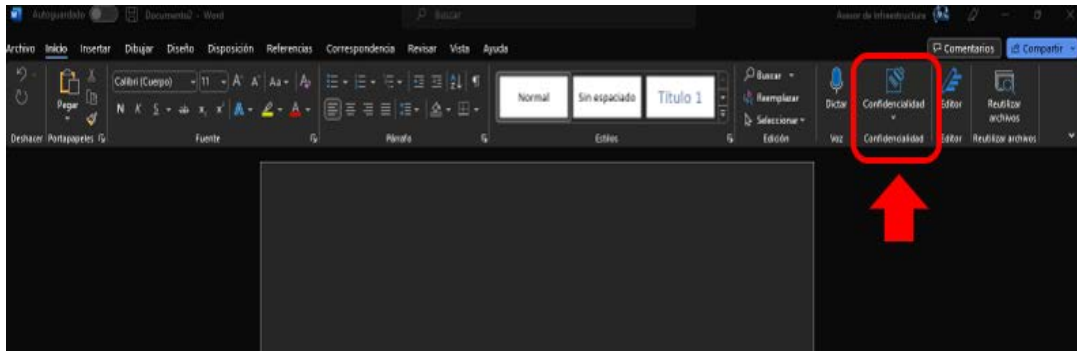 Autoguardado Documento2 - Word Buscar Asesor de Infraestructura
Archivo Inicio Insertar Dibujar Diseño Disposición Referencias Correspondencia Revisar Vista Ayuda Comentarios Compartir
Pegar
Calibri (Cuerpo) 11 A A Aa A
N K S ab x x A A
Normal Sin espaciado Título 1
Buscar
Reemplazar
Seleccionar
Dictar Confidencialidad Editor Reutilizar
archivos
Deshacer Portapapeles Fuente Párrafo Estilos Edición Voz Confidencialidad Editor Reutilizar archivos